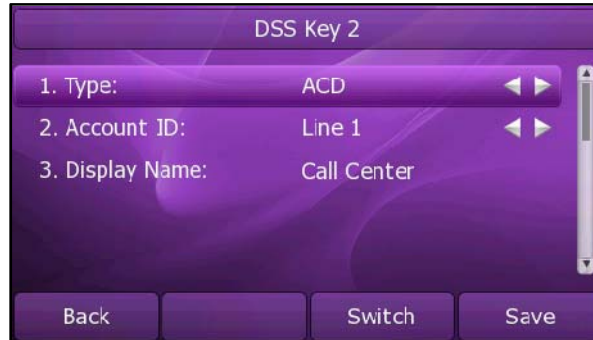 DSS Key 2
1. Type: ACD
2. Account ID: Line 1
3. Display Name: Call Center
Back Switch Save